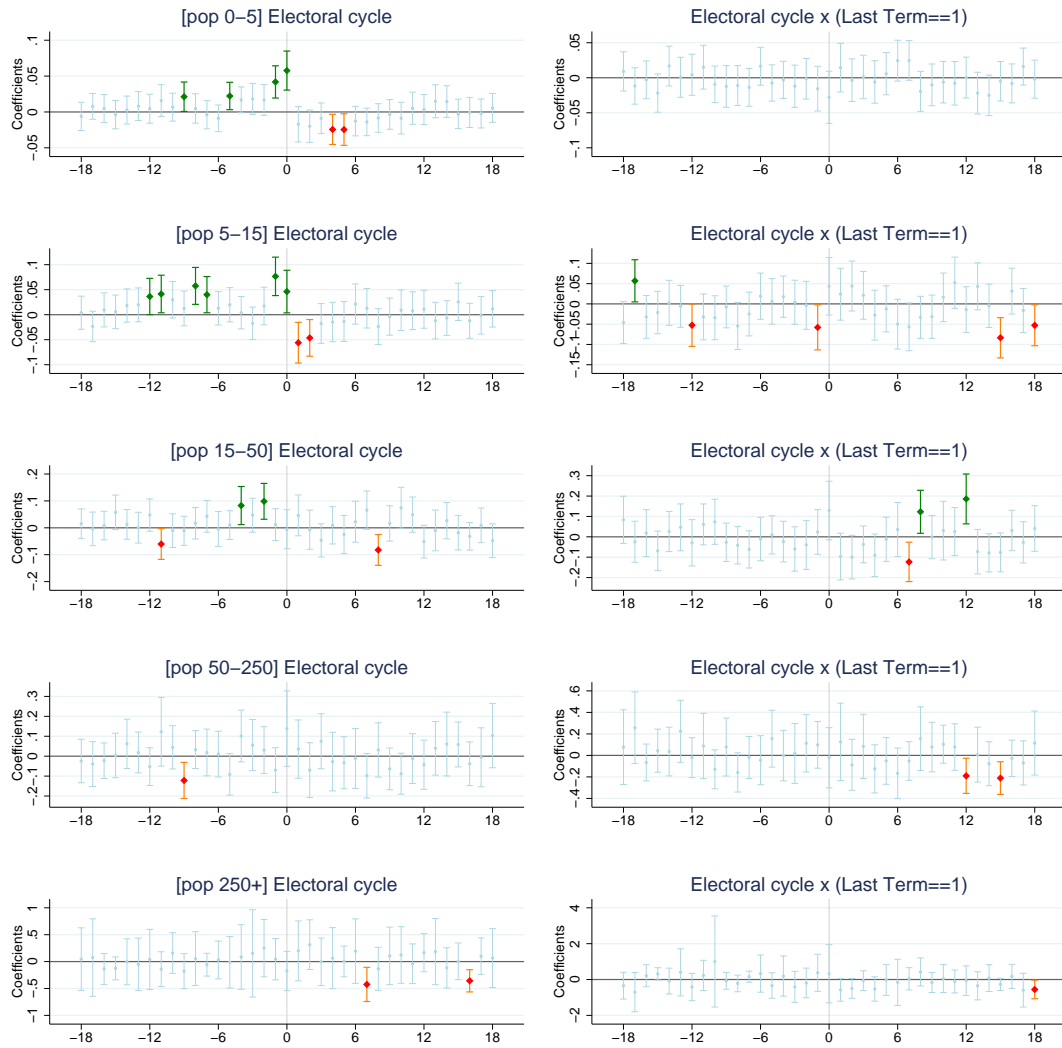 [pop 0−5] Electoral cycle
Coefficients
−.05 0 .05 .1
−18 −12 −6 0 6 12 18
Electoral cycle x (Last Term==1)
Coefficients
−.1 −.05 0 .05
−18 −12 −6 0 6 12 18
[pop 5−15] Electoral cycle
Coefficients
−.1 −.05 0 .05 .1
−18 −12 −6 0 6 12 18
Electoral cycle x (Last Term==1)
Coefficients
−.15 −.1 −.05 0 .05 .1
−18 −12 −6 0 6 12 18
[pop 15−50] Electoral cycle
Coefficients
−.2 −.1 0 .1 .2
−18 −12 −6 0 6 12 18
Electoral cycle x (Last Term==1)
Coefficients
−.2 −.1 0 .1 .2 .3
−18 −12 −6 0 6 12 18
[pop 50−250] Electoral cycle
Coefficients
−.2 −.1 0 .1 .2 .3
−18 −12 −6 0 6 12 18
Electoral cycle x (Last Term==1)
Coefficients
−.4 −.2 0 .2 .4 .6
−18 −12 −6 0 6 12 18
[pop 250+] Electoral cycle
Coefficients
−1 −.5 0 .5 1
−18 −12 −6 0 6 12 18
Electoral cycle x (Last Term==1)
Coefficients
−2 0 2 4
−18 −12 −6 0 6 12 18